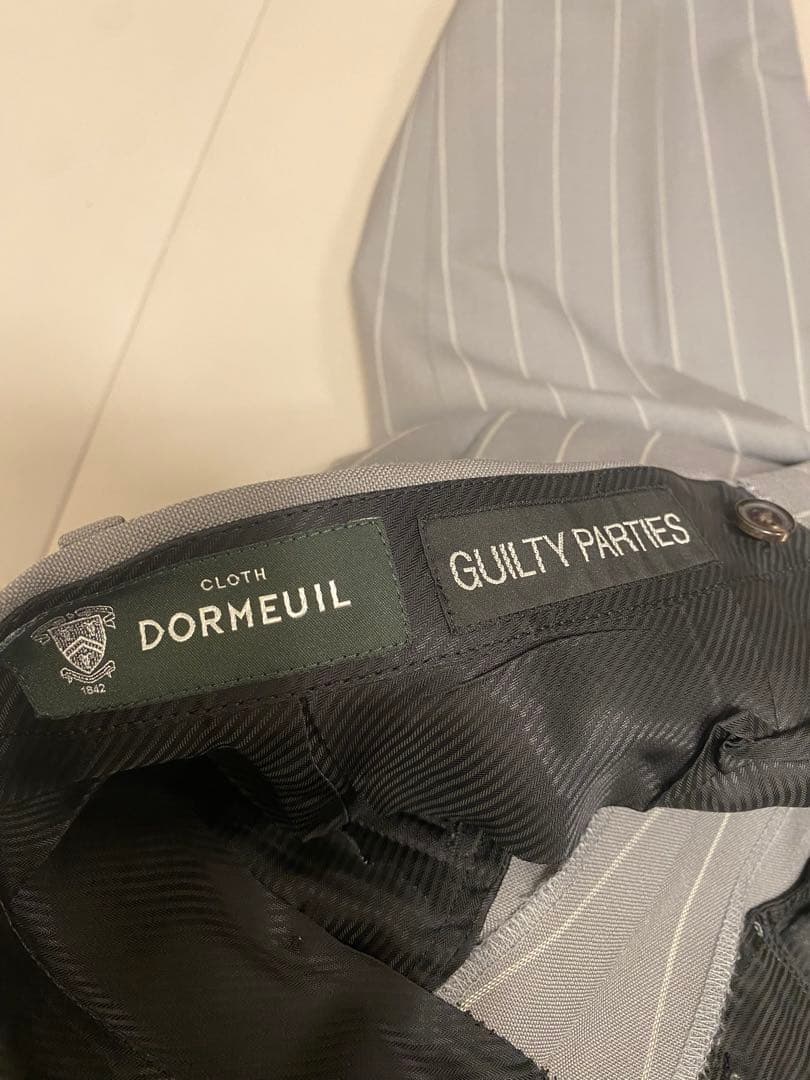 CLOTH
DORMEUIL
1842
GUILTY PARTIES